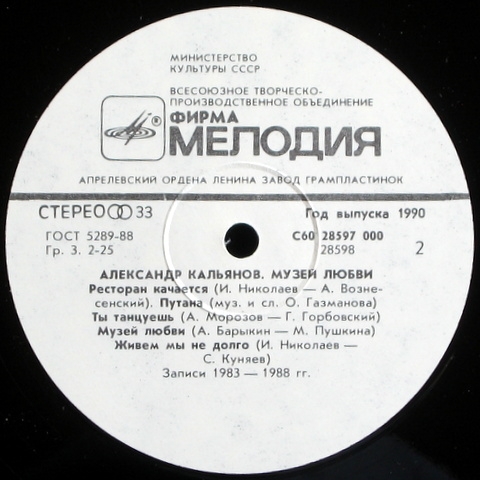 МИНИСТЕРСТВО
КУЛЬТУРЫ СССР
ВСЕСОЮЗНОЕ ТВОРЧЕСКО-
ПРОИЗВОДСТВЕННОЕ ОБЪЕДИНЕНИЕ
®
ФИРМА
МЕЛОДИЯ
АПРЕЛЕВСКИЙ ОРДЕНА ЛЕНИНА ЗАВОД ГРАМПЛАСТИНОК
СТЕРЕО 33
Год выпуска 1990
ГОСТ 5289-88
С60 28597 000
Гр. 3. 2-25
28598
2
АЛЕКСАНДР КАЛЬЯНОВ. МУЗЕЙ ЛЮБВИ
Ресторан качается (И. Николаев — А. Возне-
сенский). Путана (муз. и сл. О. Газманова)
Ты танцуешь (А. Морозов — Г. Горбовский)
Музей любви (А. Барыкин — М. Пушкина)
Живем мы не долго (И. Николаев —
С. Куняев)
Записи 1983 — 1988 гг.